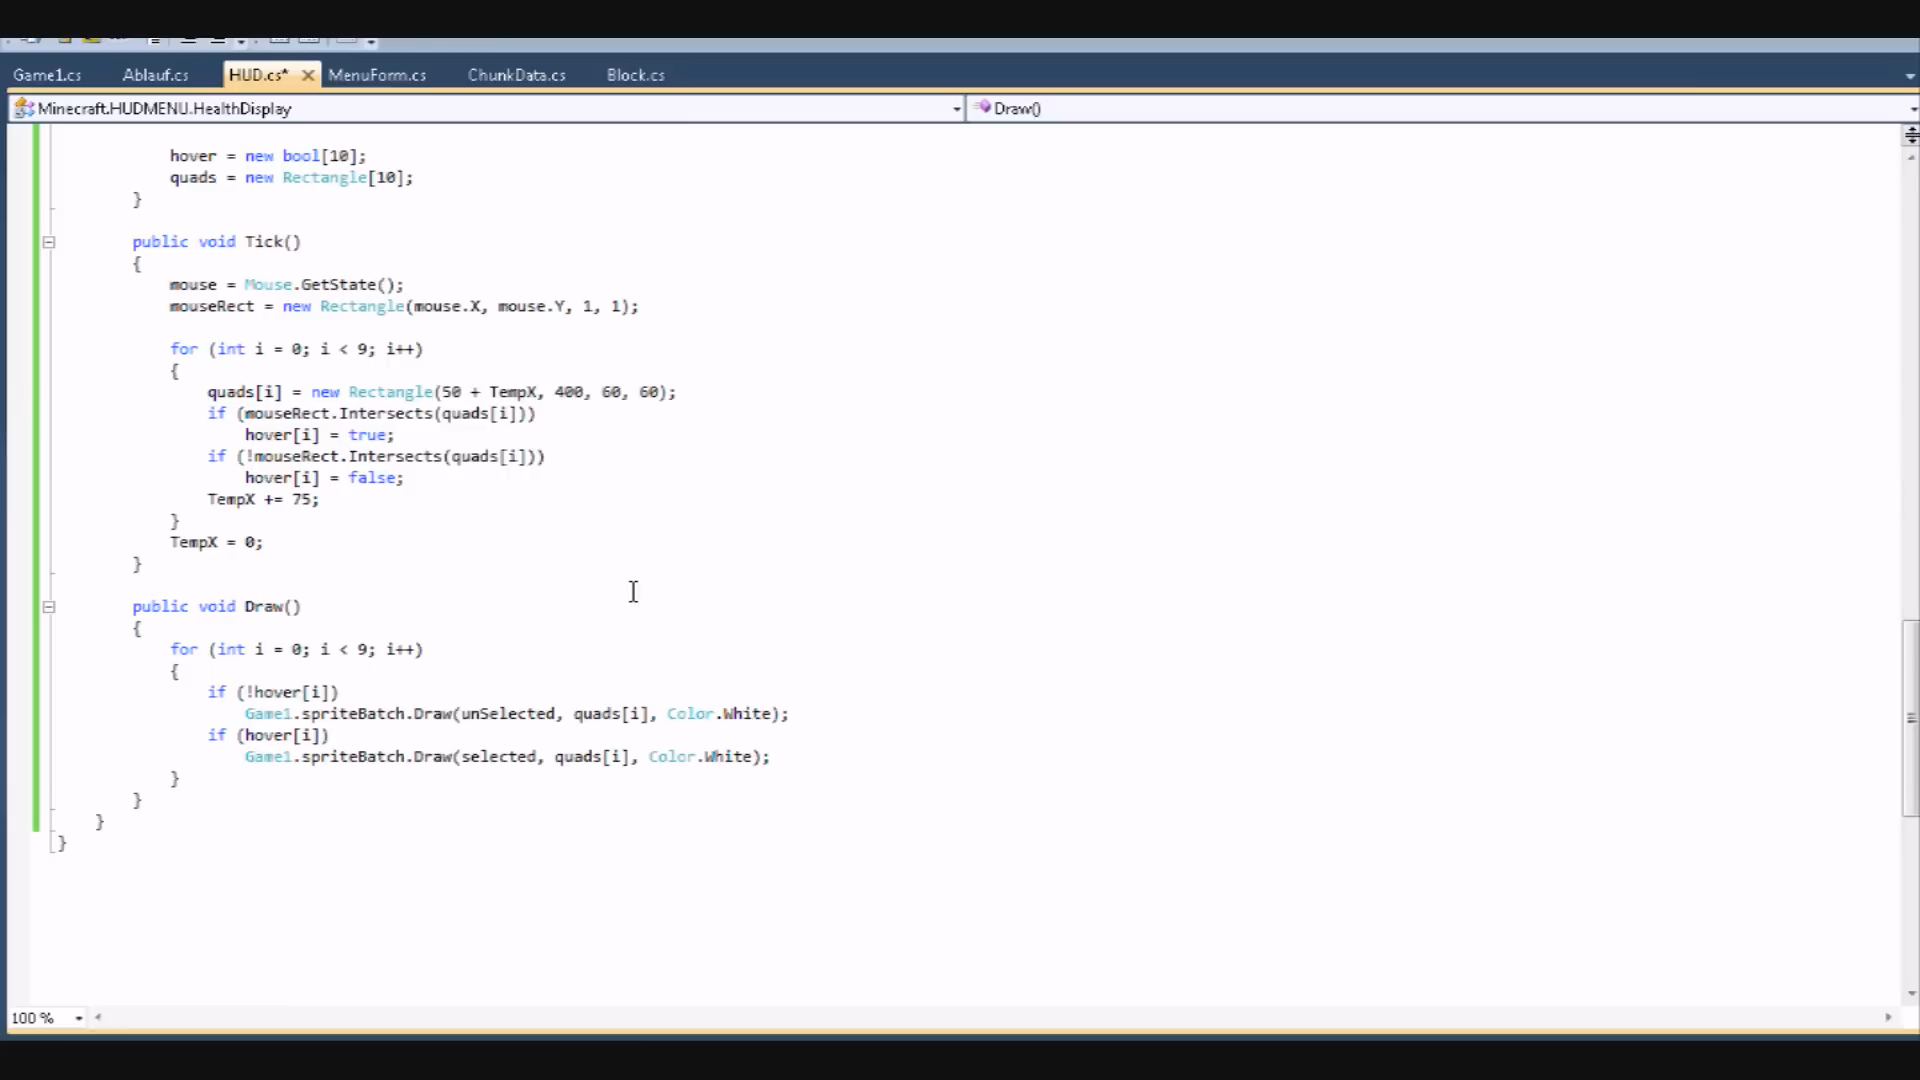 Game1.cs Ablauf.cs HUD.cs* MenuForm.cs ChunkData.cs Block.cs
Minecraft.HUDMENU.HealthDisplay Draw()
hover = new bool[10];
quads = new Rectangle[10];
}
public void Tick()
{
mouse = Mouse.GetState();
mouseRect = new Rectangle(mouse.X, mouse.Y, 1, 1);
for (int i = 0; i < 9; i++)
{
quads[i] = new Rectangle(50 + TempX, 400, 60, 60);
if (mouseRect.Intersects(quads[i]))
hover[i] = true;
if (!mouseRect.Intersects(quads[i]))
hover[i] = false;
TempX += 75;
}
TempX = 0;
}
public void Draw()
{
for (int i = 0; i < 9; i++)
{
if (!hover[i])
Game1.spriteBatch.Draw(unSelected, quads[i], Color.White);
if (hover[i])
Game1.spriteBatch.Draw(selected, quads[i], Color.White);
}
}
}
}
100 %